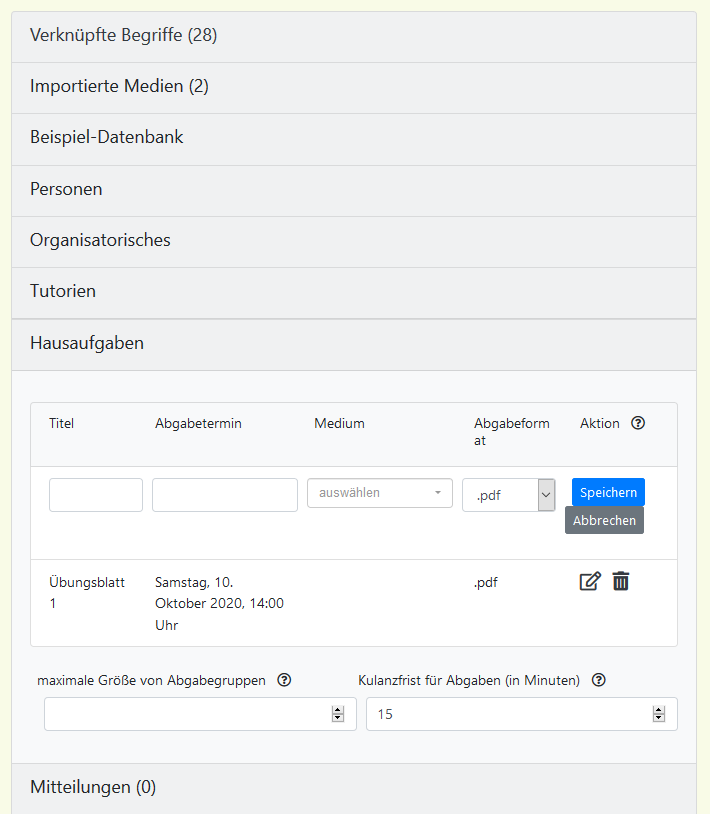 Verknüpfte Begriffe (28)
Importierte Medien (2)
Beispiel-Datenbank
Personen
Organisatorisches
Tutorien
Hausaufgaben
Titel Abgabetermin Medium Abgabeform
at Aktion ?
auswählen .pdf Speichern
Abbrechen
Übungsblatt Samstag, 10. .pdf
1 Oktober 2020, 14:00
Uhr
maximale Größe von Abgabegruppen ? Kulanzfrist für Abgaben (in Minuten) ?
15
Mitteilungen (0)